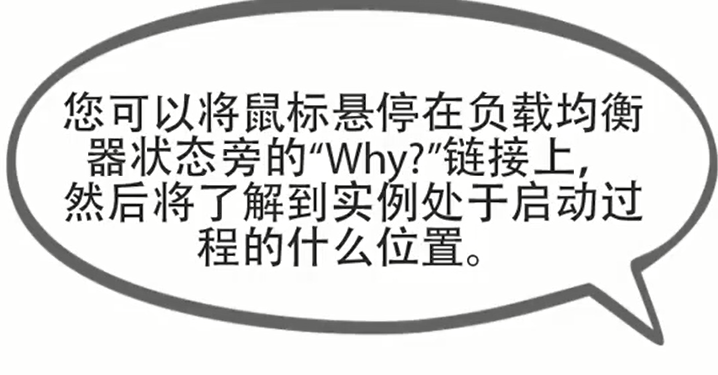 您可以将鼠标悬停在负载均衡
器状态旁的“Why?”链接上,
然后将了解到实例处于启动过
程的什么位置。